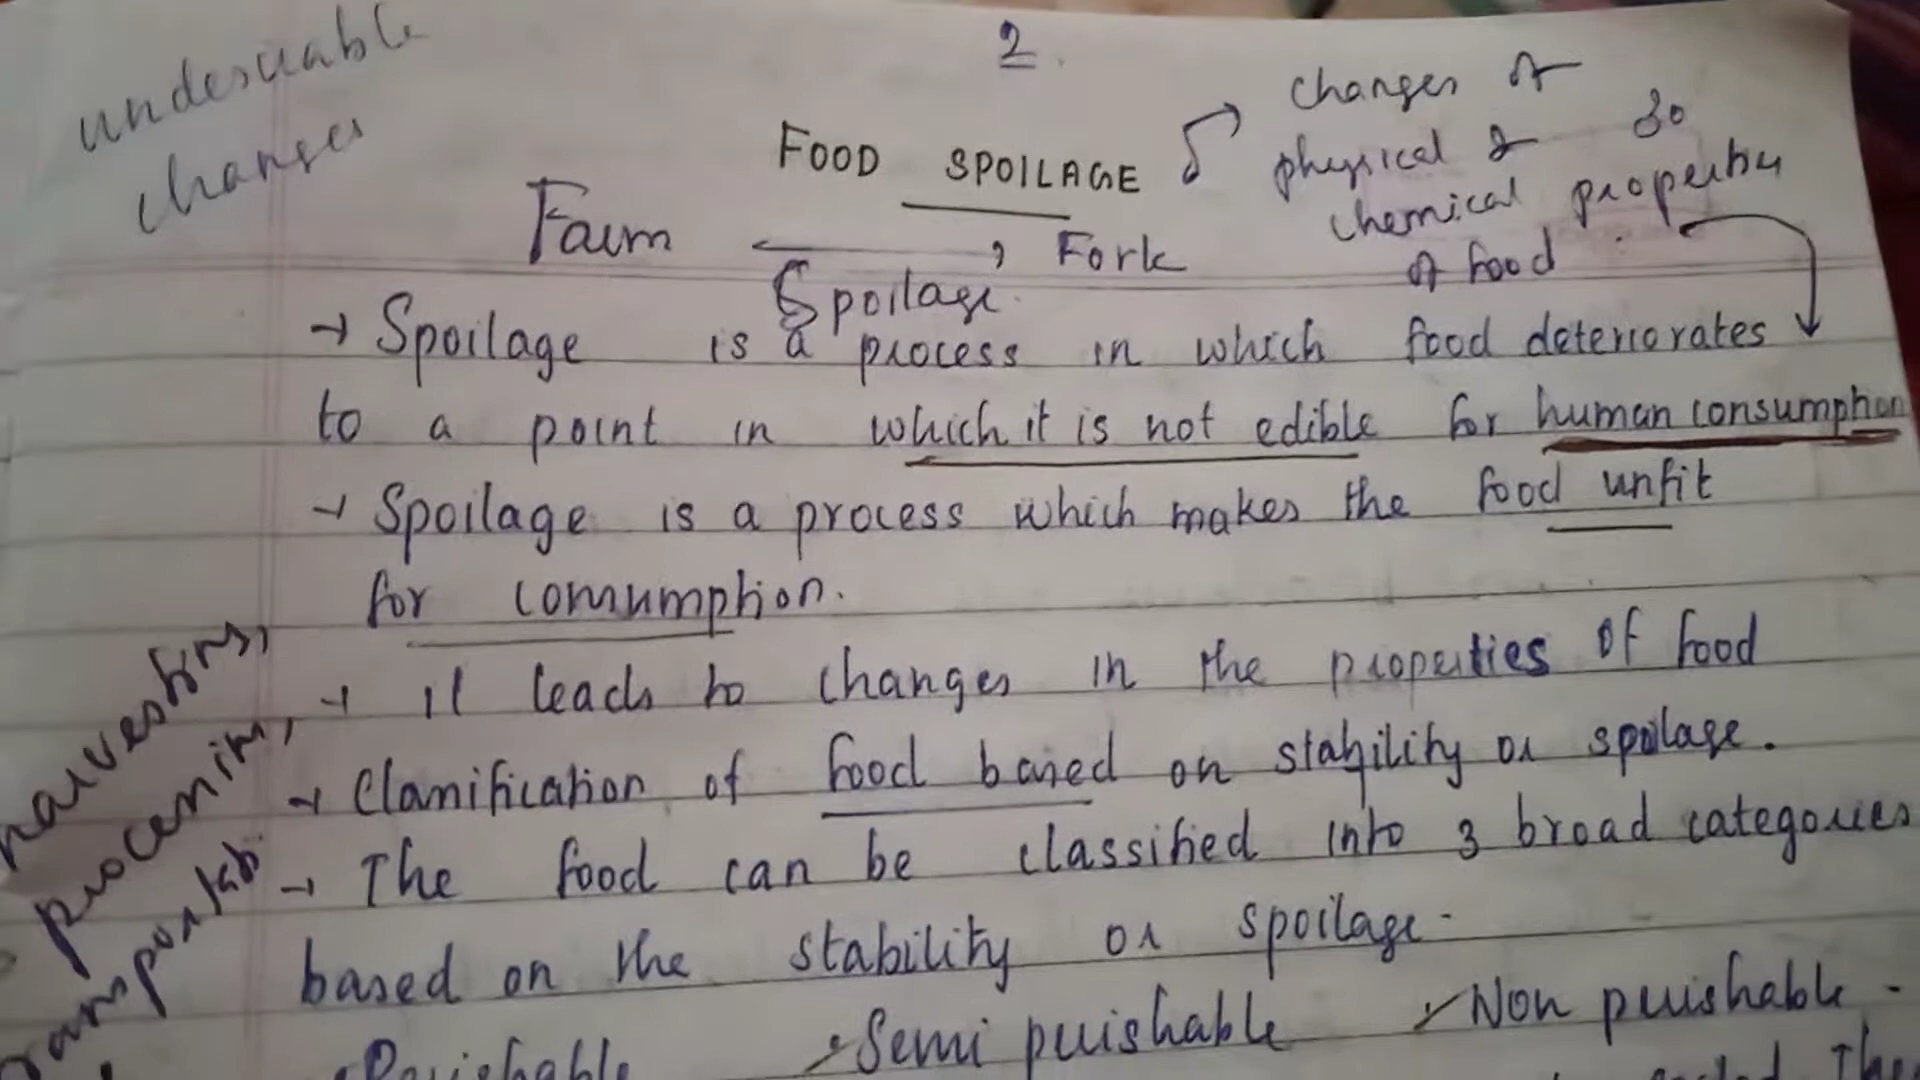 2.
undesirable
changes
FOOD SPOILAGE
changes of
physical &
chemical properties
of food
Farm Fork
Spoilage
→ Spoilage is a process in which food deteriorates
to a point in which it is not edible for human consumption
→ Spoilage is a process which makes the food unfit
for consumption.
→ it leads to changes in the properties of food
→ Classification of food based on stability or spoilage.
→ The food can be classified into 3 broad categories
based on the stability or spoilage.
Perishable Semi perishable Non perishable.
harvesting,
processing,